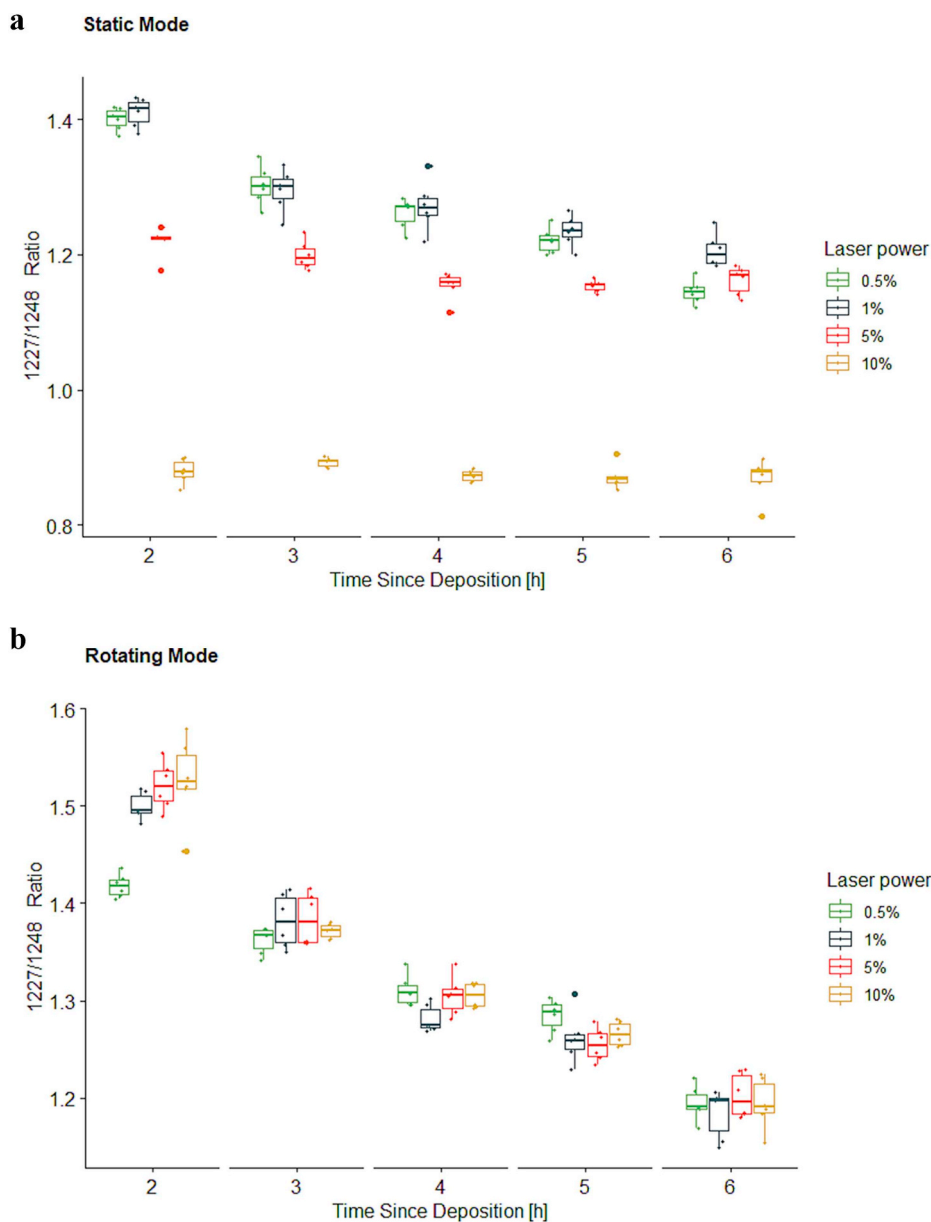 a
Static Mode
1227/1248 Ratio
1.4
1.2
1.0
0.8
2 3 4 5 6
Time Since Deposition [h]
Laser power
0.5%
1%
5%
10%
b
Rotating Mode
1227/1248 Ratio
1.6
1.5
1.4
1.3
1.2
2 3 4 5 6
Time Since Deposition [h]
Laser power
0.5%
1%
5%
10%